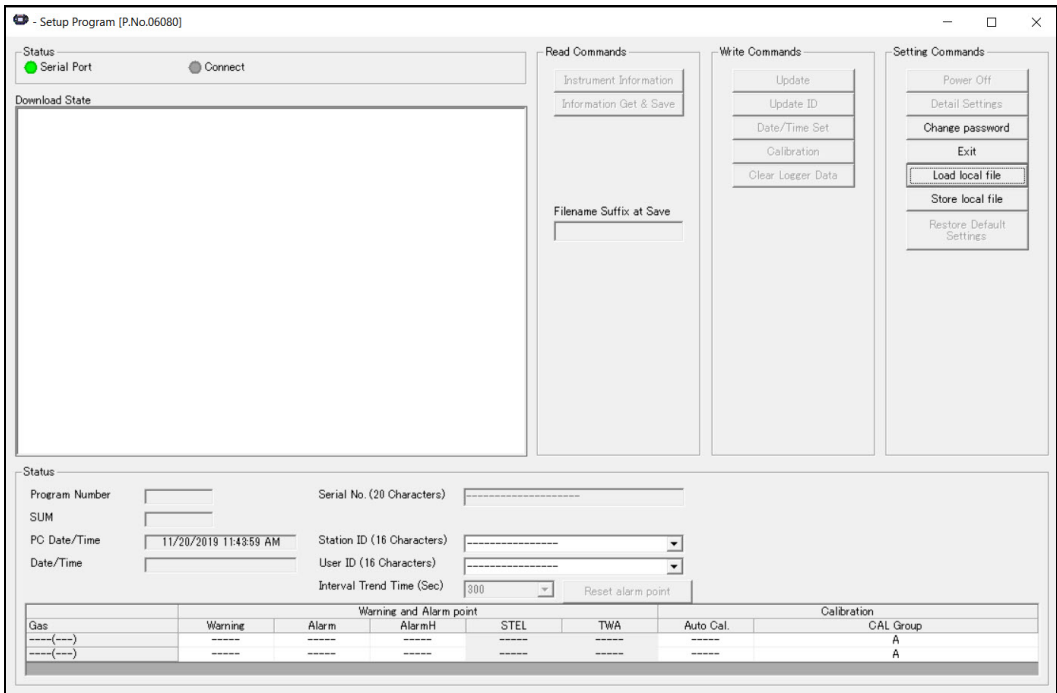 - Setup Program [P.No.06080]
Status
Serial Port
Connect
Download State
Read Commands
Instrument Information
Information Get & Save
Filename Suffix at Save
Write Commands
Update
Update ID
Date/Time Set
Calibration
Clear Logger Data
Setting Commands
Power Off
Detail Settings
Change password
Exit
Load local file
Store local file
Restore Default
Settings
Status
Program Number
SUM
PC Date/Time 11/20/2019 11:43:59 AM
Date/Time
Serial No. (20 Characters) --------------------
Station ID (16 Characters) ----------------
User ID (16 Characters) ----------------
Interval Trend Time (Sec) 300 Reset alarm point
Warning and Alarm point Calibration
Gas Warning Alarm AlarmH STEL TWA Auto Cal. CAL Group
----(---) ----- ----- ----- ----- ----- ----- A
----(---) ----- ----- ----- ----- ----- ----- A